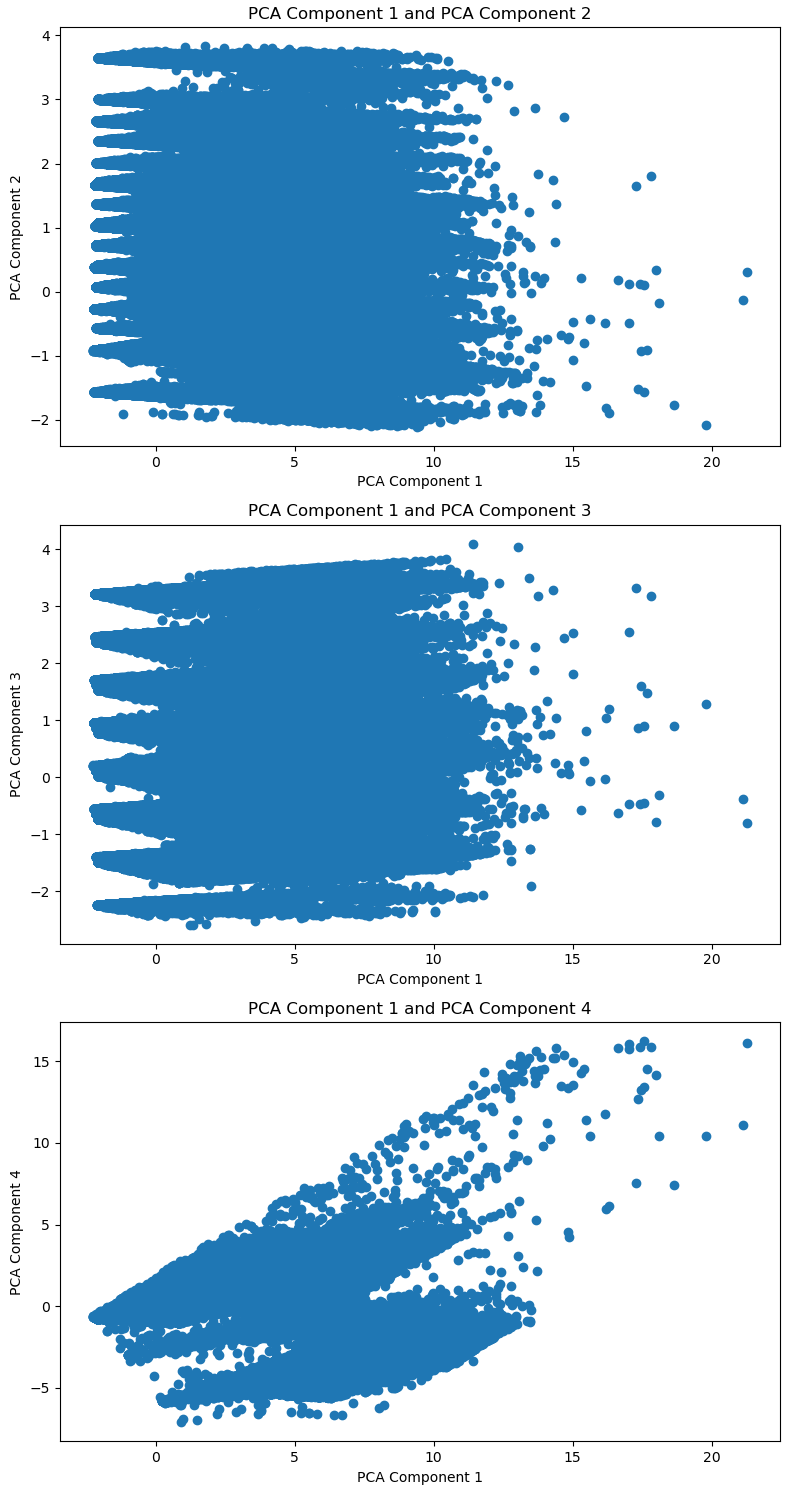 PCA Component 1 and PCA Component 2
4
3
2
1
0
−1
−2
PCA Component 2
0 5 10 15 20
PCA Component 1
PCA Component 1 and PCA Component 3
4
3
2
1
0
−1
−2
PCA Component 3
0 5 10 15 20
PCA Component 1
PCA Component 1 and PCA Component 4
15
10
5
0
−5
PCA Component 4
0 5 10 15 20
PCA Component 1